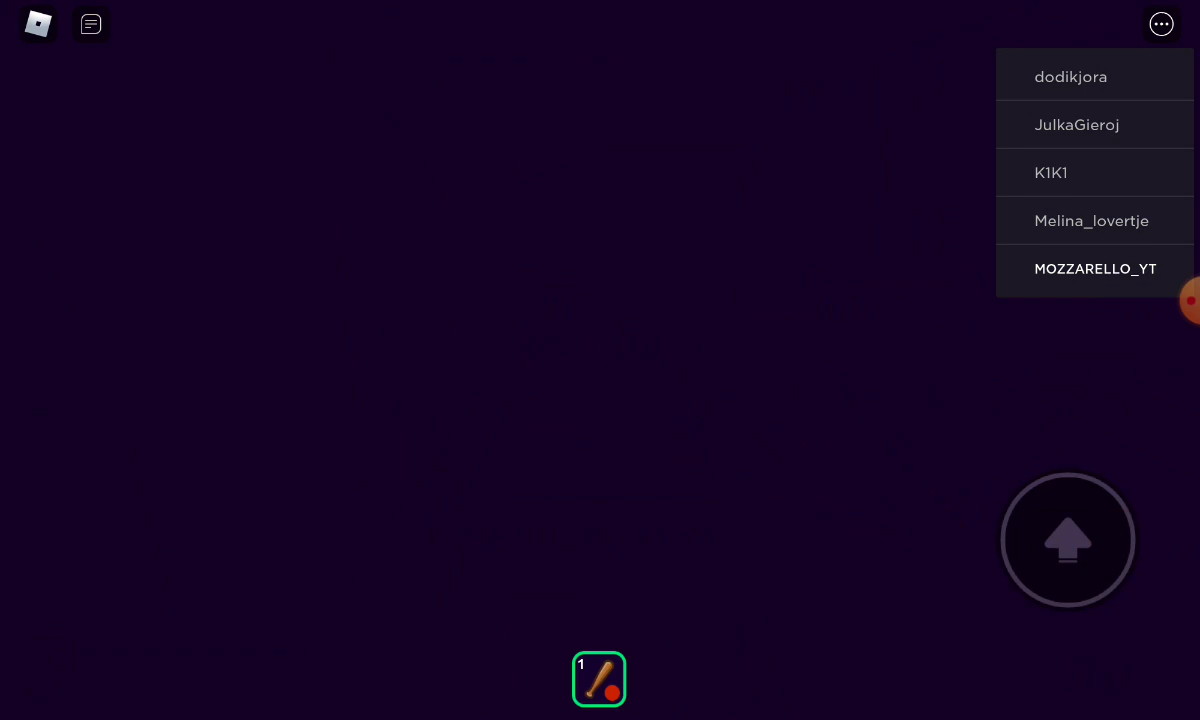 dodikjora
JulkaGieroj
K1K1
Melina_lovertje
MOZZARELLO_YT
1